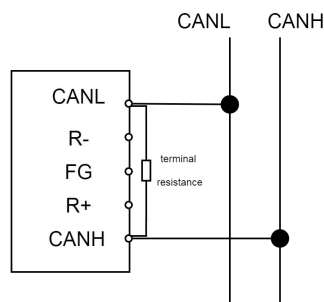 CANL CANH
CANL
R-
FG
R+
CANH
terminal
resistance